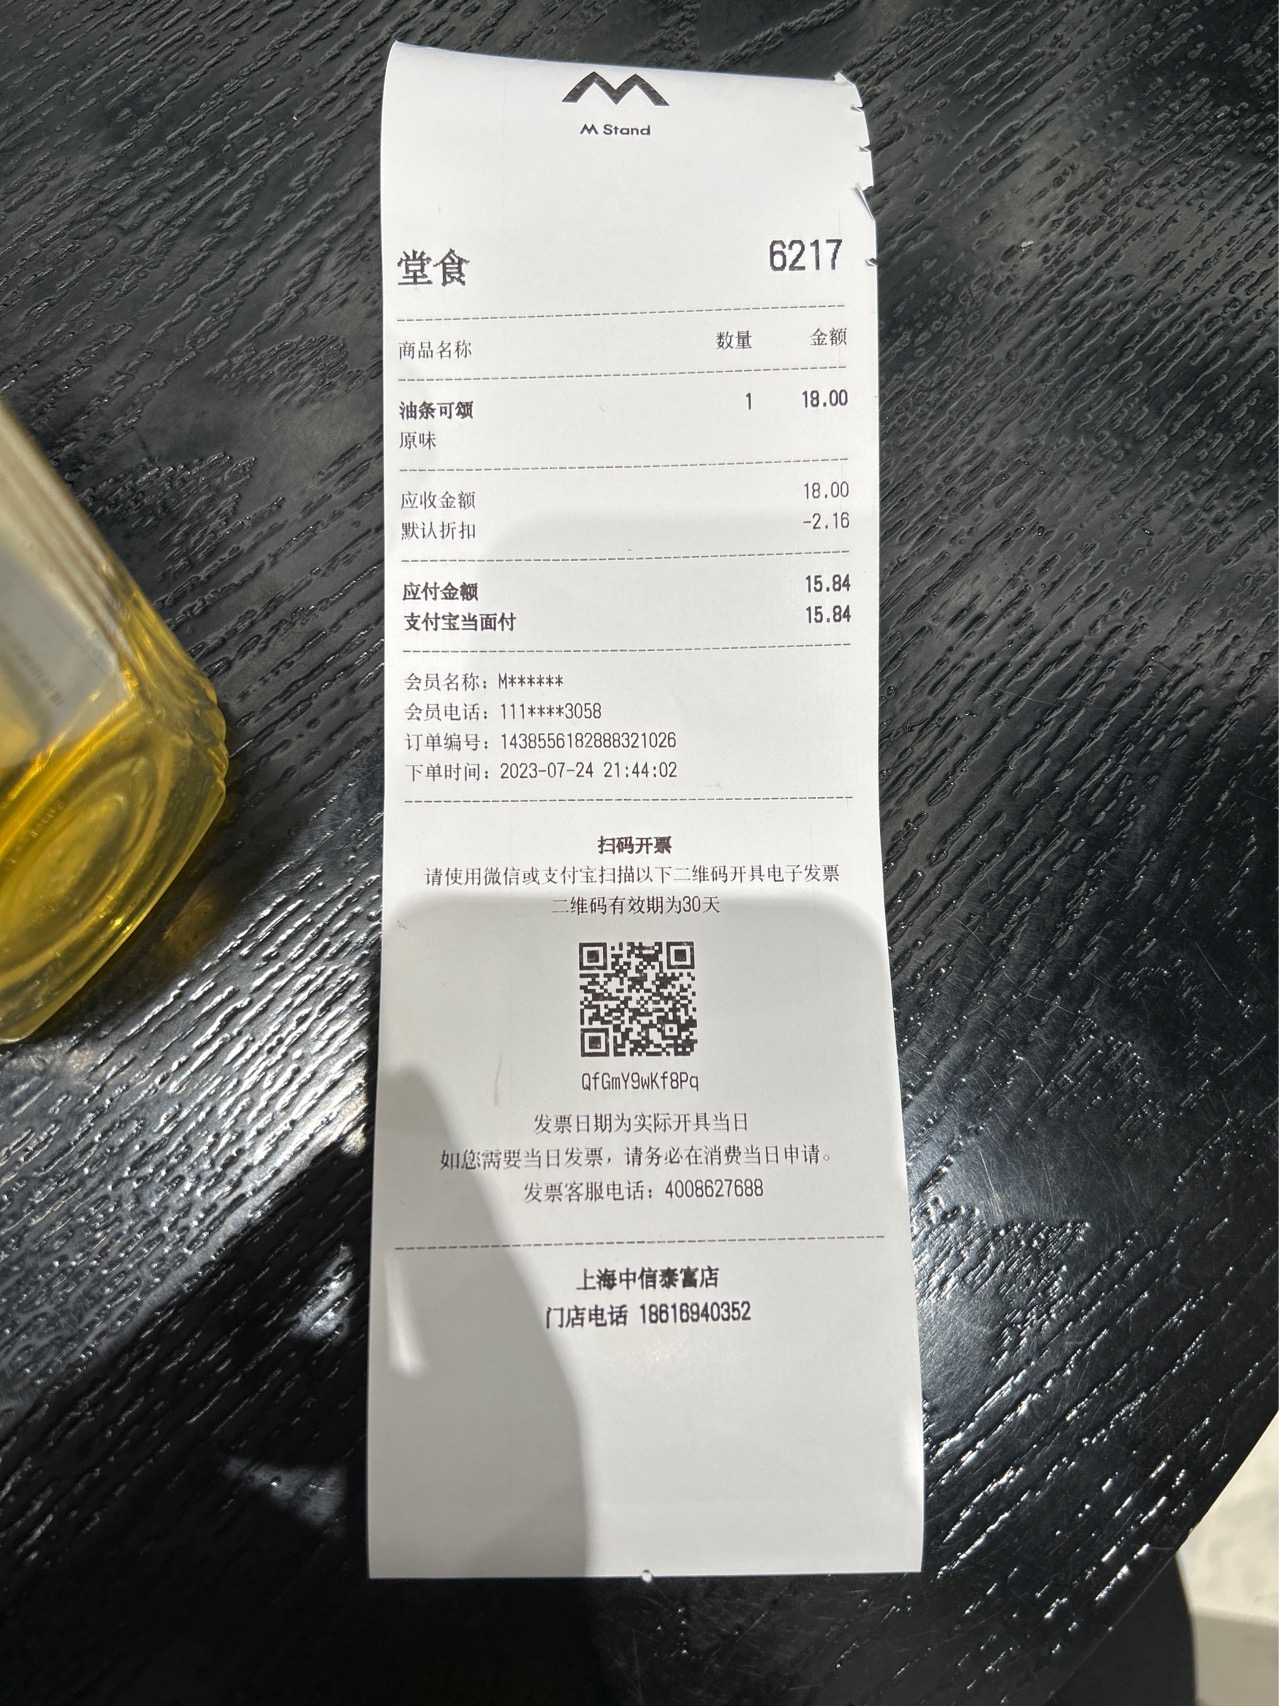 M Stand
堂食 6217
商品名称 数量 金额
油条可颂 1 18.00
原味
应收金额 18.00
默认折扣 -2.16
应付金额 15.84
支付宝当面付 15.84
会员名称：M******
会员电话：111****3058
订单编号：1438556182888321026
下单时间：2023-07-24 21:44:02
扫码开票
请使用微信或支付宝扫描以下二维码开具电子发票
二维码有效期为30天
QfGmY9wKf8Pq
发票日期为实际开具当日
如您需要当日发票，请务必在消费当日申请。
发票客服电话：4008627688
上海中信泰富店
门店电话 18616940352